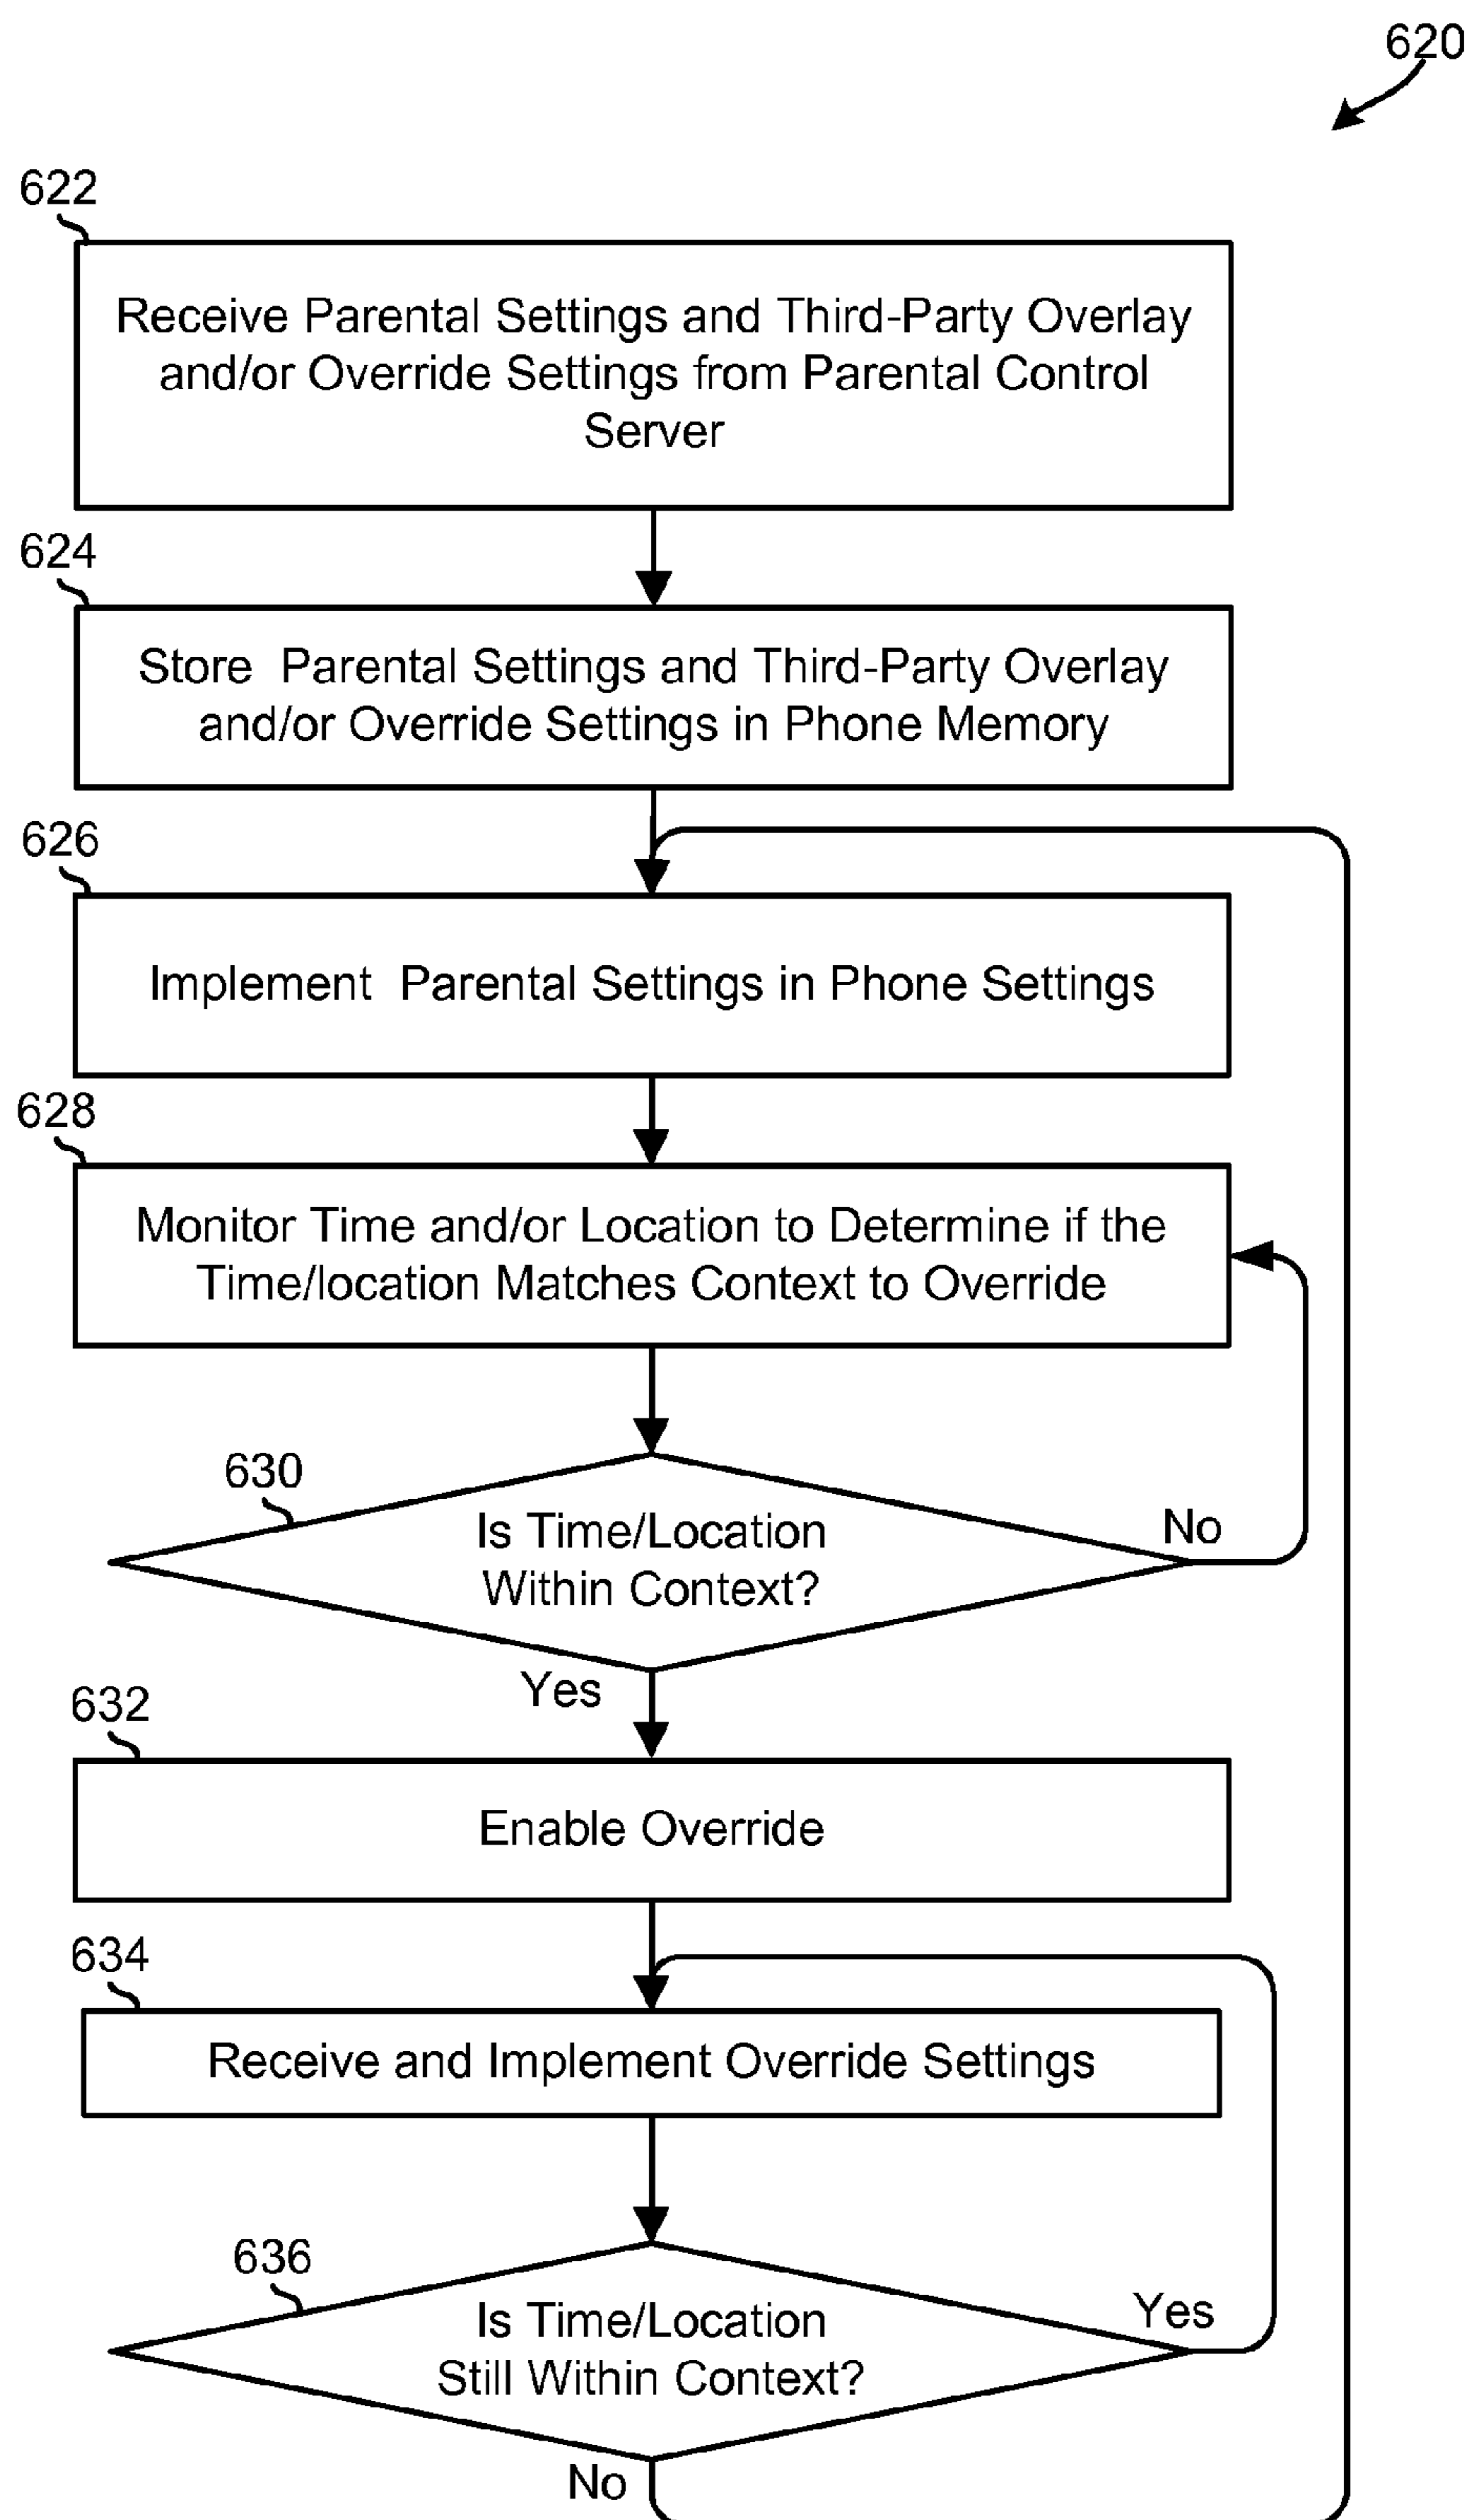 620
622
Receive Parental Settings and Third-Party Overlay
and/or Override Settings from Parental Control
Server
624
Store Parental Settings and Third-Party Overlay
and/or Override Settings in Phone Memory
626
Implement Parental Settings in Phone Settings
628
Monitor Time and/or Location to Determine if the
Time/location Matches Context to Override
630
Is Time/Location
Within Context?
No
Yes
632
Enable Override
634
Receive and Implement Override Settings
636
Is Time/Location
Still Within Context?
Yes
No